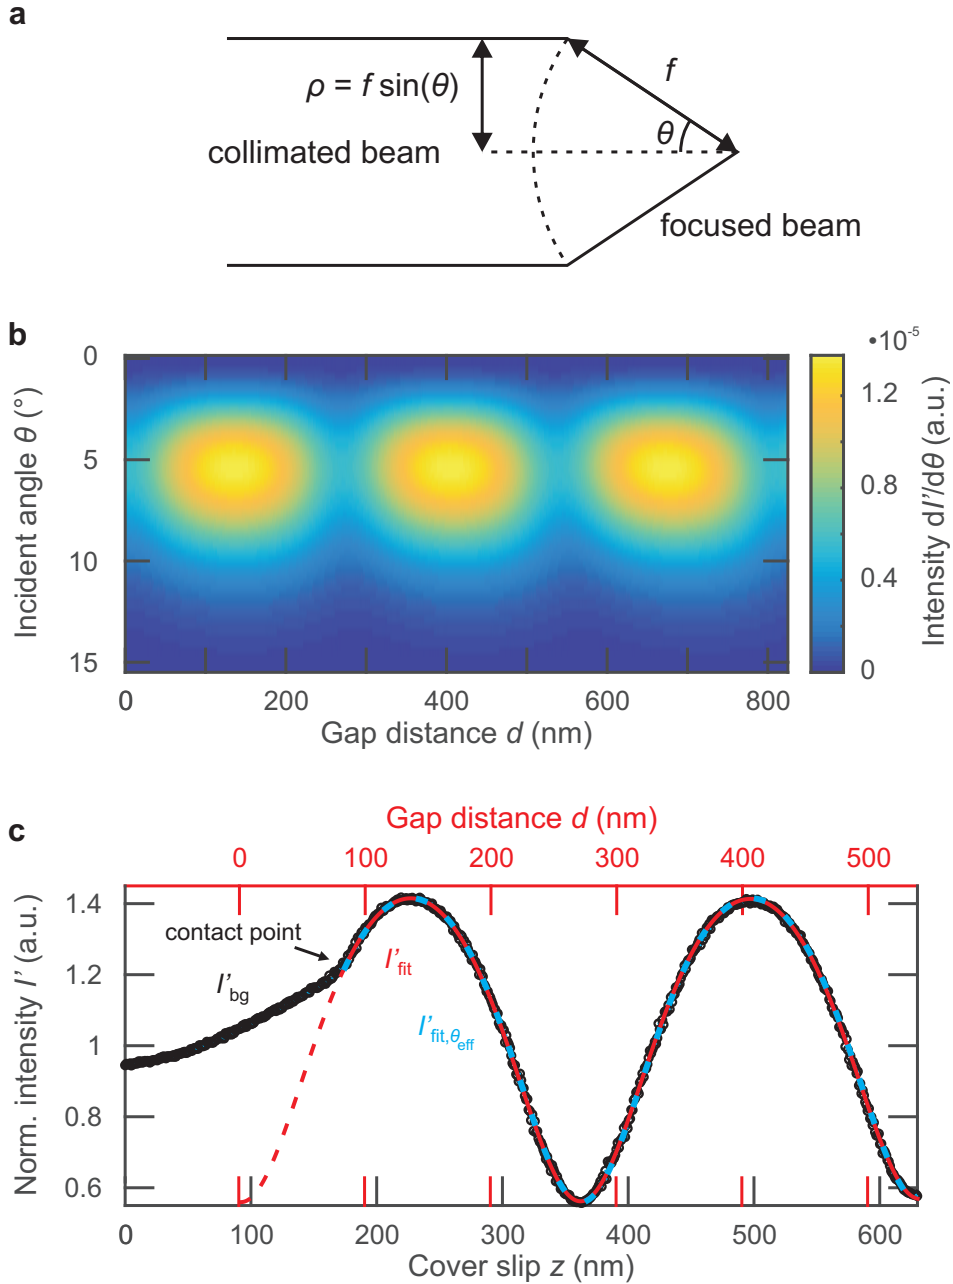 a
ρ = f sin(θ)
f
θ
collimated beam
focused beam
b
•10⁻⁵
0
5
10
15
Incident angle θ (°)
0 200 400 600 800
Gap distance d (nm)
1.2
0.8
0.4
0
Intensity dI'/dθ (a.u.)
c
Gap distance d (nm)
0 100 200 300 400 500
1.4
1.2
1
0.8
0.6
Norm. intensity I' (a.u.)
contact point
I'bg
I'fit
I'fit,θeff
0 100 200 300 400 500 600
Cover slip z (nm)